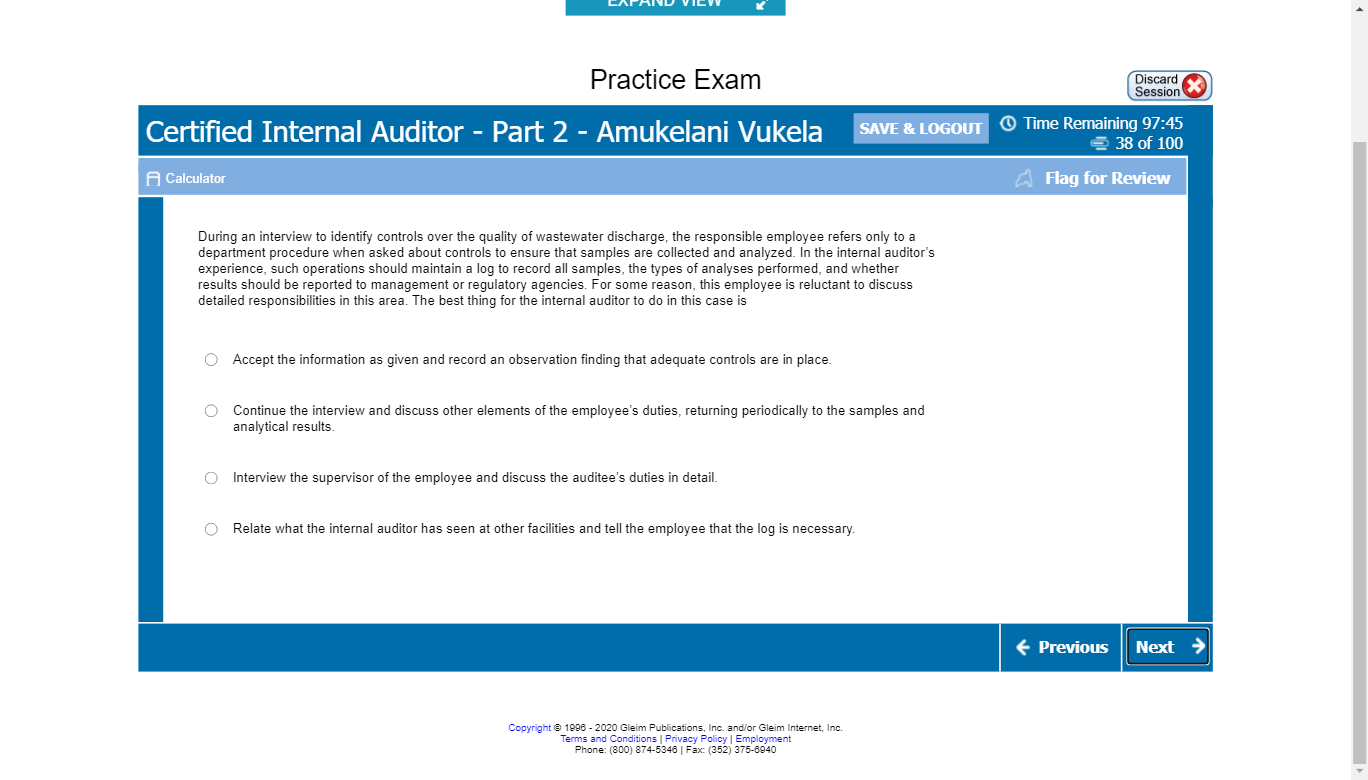 EXPAND VIEW
Practice Exam
Discard
Session
Certified Internal Auditor - Part 2 - Amukelani Vukela
SAVE & LOGOUT
Time Remaining 97:45
38 of 100
Calculator
Flag for Review
During an interview to identify controls over the quality of wastewater discharge, the responsible employee refers only to a
department procedure when asked about controls to ensure that samples are collected and analyzed. In the internal auditor’s
experience, such operations should maintain a log to record all samples, the types of analyses performed, and whether
results should be reported to management or regulatory agencies. For some reason, this employee is reluctant to discuss
detailed responsibilities in this area. The best thing for the internal auditor to do in this case is
Accept the information as given and record an observation finding that adequate controls are in place.
Continue the interview and discuss other elements of the employee’s duties, returning periodically to the samples and
analytical results.
Interview the supervisor of the employee and discuss the auditee’s duties in detail.
Relate what the internal auditor has seen at other facilities and tell the employee that the log is necessary.
Previous
Next
Copyright © 1996 - 2020 Gleim Publications, Inc. and/or Gleim Internet, Inc.
Terms and Conditions | Privacy Policy | Employment
Phone: (800) 874-5346 | Fax: (352) 375-6940